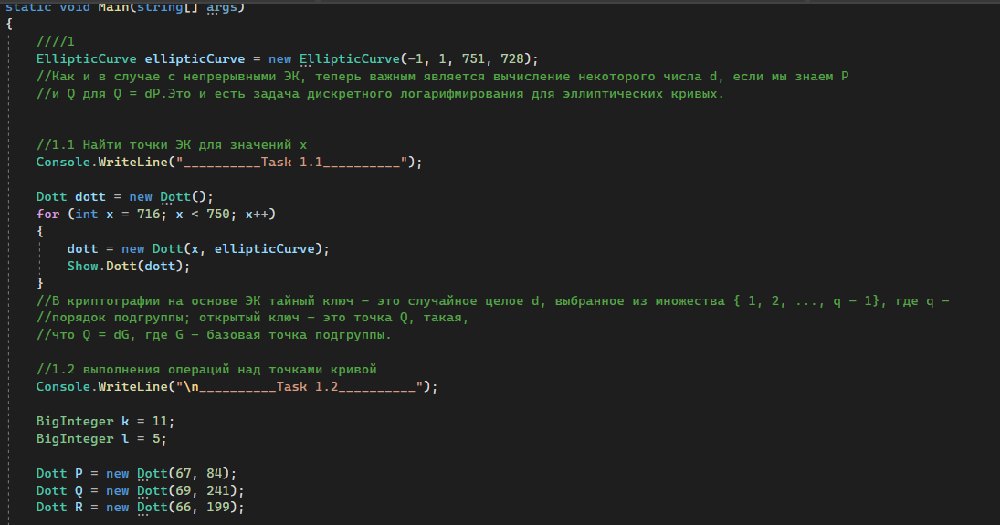 static void Main(string[] args)
{
////1
EllipticCurve ellipticCurve = new EllipticCurve(-1, 1, 751, 728);
//Как и в случае с непрерывными ЭК, теперь важным является вычисление некоторого числа d, если мы знаем P
//и Q для Q = dP.Это и есть задача дискретного логарифмирования для эллиптических кривых.
//1.1 Найти точки ЭК для значений х
Console.WriteLine("__________Task 1.1__________");
Dott dott = new Dott();
for (int x = 716; x < 750; x++)
{
dott = new Dott(x, ellipticCurve);
Show.Dott(dott);
}
//В криптографии на основе ЭК тайный ключ – это случайное целое d, выбранное из множества { 1, 2, ..., q – 1}, где q –
//порядок подгруппы; открытый ключ – это точка Q, такая,
//что Q = dG, где G – базовая точка подгруппы.
//1.2 выполнения операций над точками кривой
Console.WriteLine("\n__________Task 1.2__________");
BigInteger k = 11;
BigInteger l = 5;
Dott P = new Dott(67, 84);
Dott Q = new Dott(69, 241);
Dott R = new Dott(66, 199);